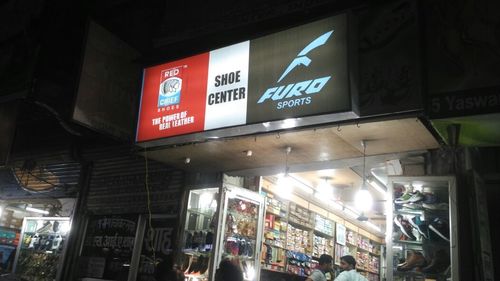 RED
CHIEF
SHOES
THE POWER OF
REAL LEATHER
SHOE
CENTER
FURO
SPORTS
5 Yaswa